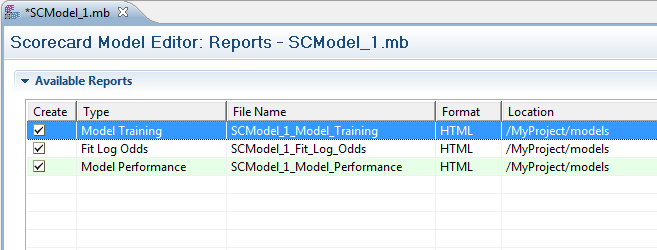 *SCModel_1.mb
Scorecard Model Editor: Reports - SCModel_1.mb
Available Reports
Create Type File Name Format Location
Model Training SCModel_1_Model_Training HTML /MyProject/models
Fit Log Odds SCModel_1_Fit_Log_Odds HTML /MyProject/models
Model Performance SCModel_1_Model_Performance HTML /MyProject/models